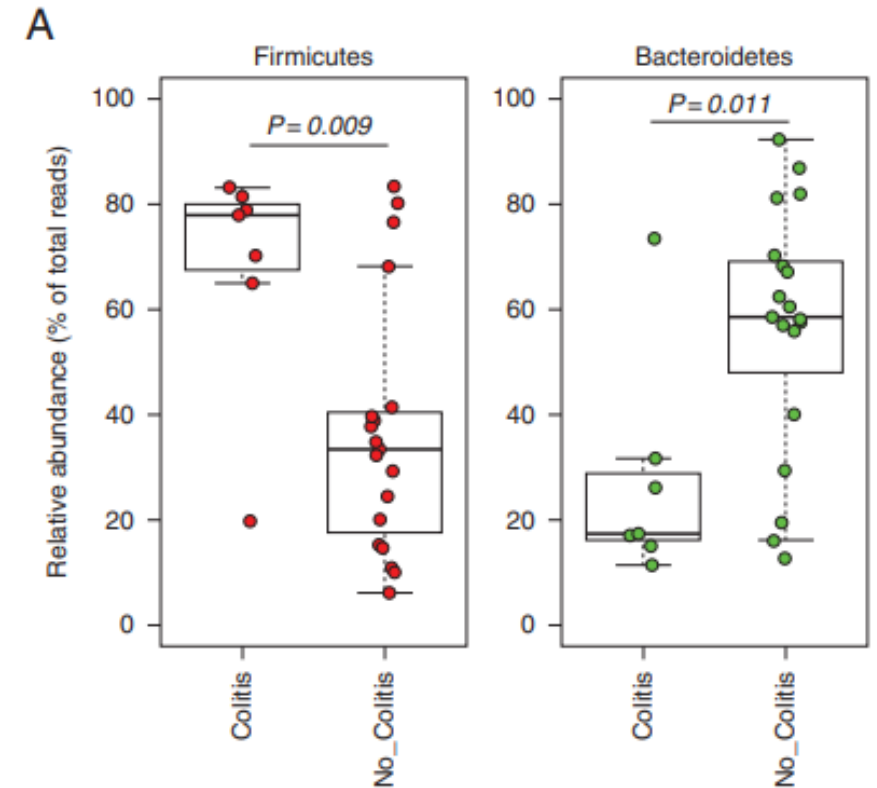 A
Firmicutes
Bacteroidetes
P = 0.009
P = 0.011
Relative abundance (% of total reads)
100
80
60
40
20
0
100
80
60
40
20
0
Colitis
No_Colitis
Colitis
No_Colitis